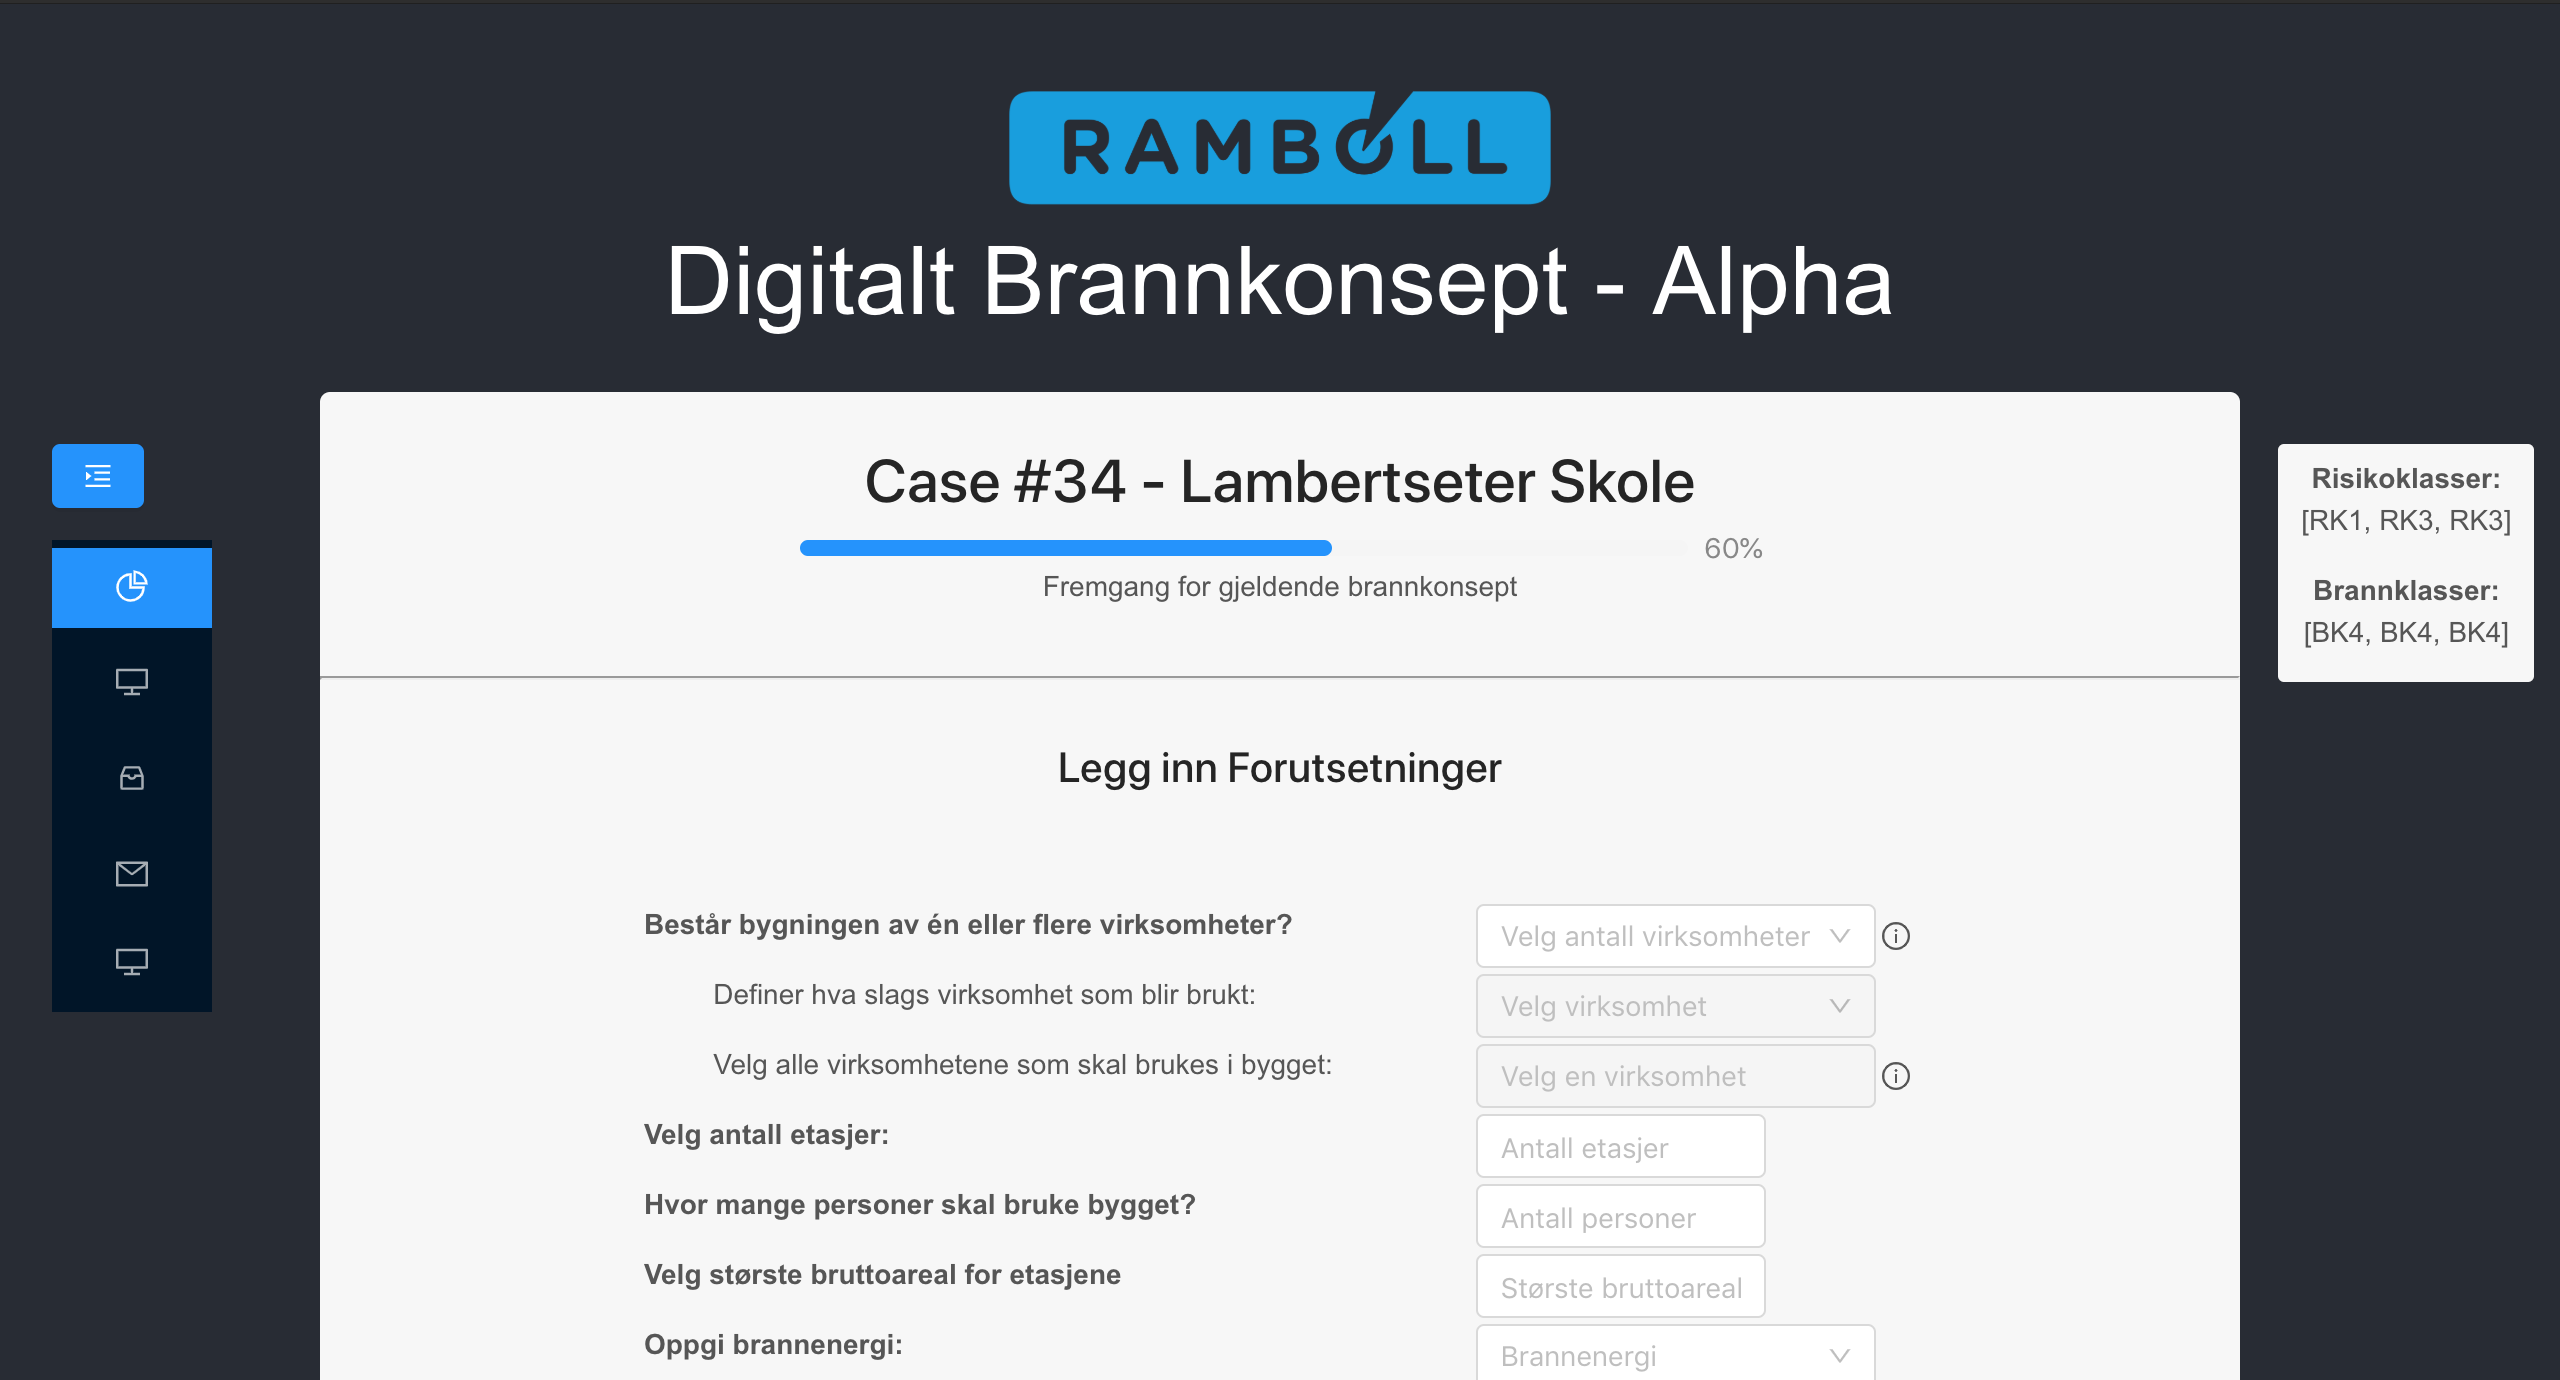 RAMBOLL
Digitalt Brannkonsept - Alpha
Case #34 - Lambertseter Skole
60%
Fremgang for gjeldende brannkonsept
Risikoklasser:
[RK1, RK3, RK3]
Brannklasser:
[BK4, BK4, BK4]
Legg inn Forutsetninger
Består bygningen av én eller flere virksomheter?
Velg antall virksomheter
Definer hva slags virksomhet som blir brukt:
Velg virksomhet
Velg alle virksomhetene som skal brukes i bygget:
Velg en virksomhet
Velg antall etasjer:
Antall etasjer
Hvor mange personer skal bruke bygget?
Antall personer
Velg største bruttoareal for etasjene
Største bruttoareal
Oppgi brannenergi:
Brannenergi